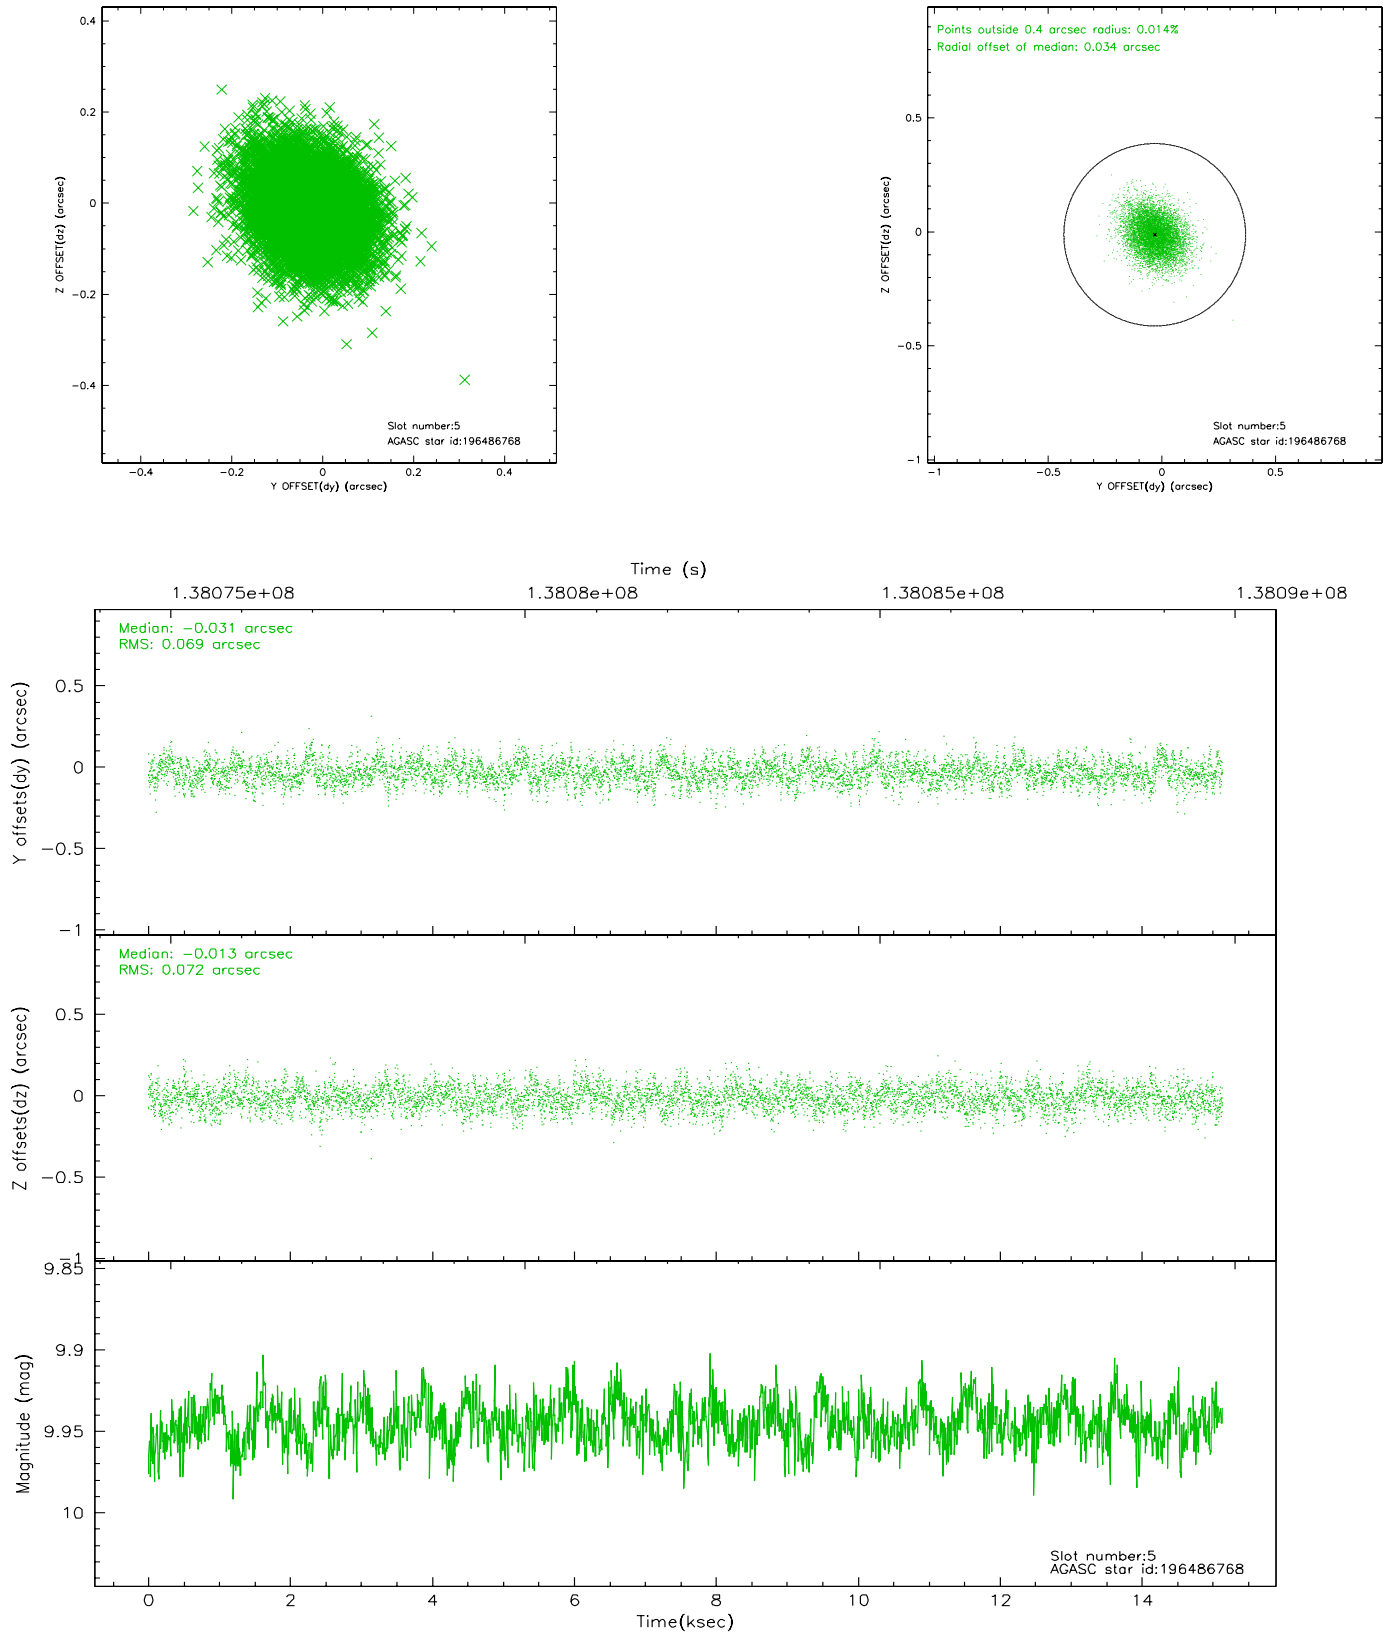 0.4
0.2
0
−0.2
−0.4
Z OFFSET(dz) (arcsec)
Slot number:5
AGASC star id:196486768
−0.4
−0.2
0
0.2
0.4
Y OFFSET(dy) (arcsec)
Points outside 0.4 arcsec radius: 0.014%
Radial offset of median: 0.034 arcsec
0.5
0
−0.5
−1
Z OFFSET(dz) (arcsec)
Slot number:5
AGASC star id:196486768
−1
−0.5
0
0.5
Y OFFSET(dy) (arcsec)
Time (s)
1.38075e+08
1.3808e+08
1.38085e+08
1.3809e+08
Median: −0.031 arcsec
RMS: 0.069 arcsec
0.5
0
−0.5
−1
Y offsets(dy) (arcsec)
Median: −0.013 arcsec
RMS: 0.072 arcsec
0.5
0
−0.5
−1
Z offsets(dz) (arcsec)
9.85
9.9
9.95
10
Magnitude (mag)
Slot number:5
AGASC star id:196486768
0
2
4
6
8
10
12
14
Time(ksec)